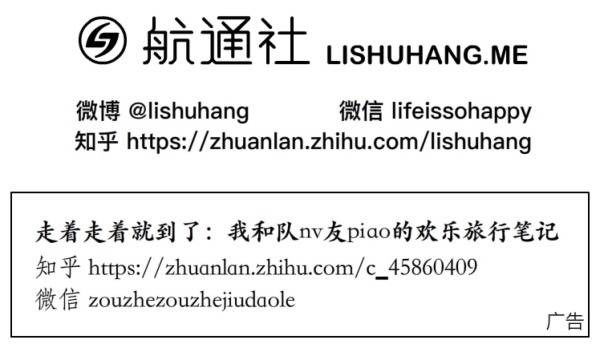 航通社 LISHUHANG.ME
微博 @lishuhang 微信 lifeissohappy
知乎 https://zhuanlan.zhihu.com/lishuhang
走着走着就到了：我和队nv友piao的欢乐旅行笔记
知乎 https://zhuanlan.zhihu.com/c_45860409
微信 zouzhezouzhejiudaole
广告